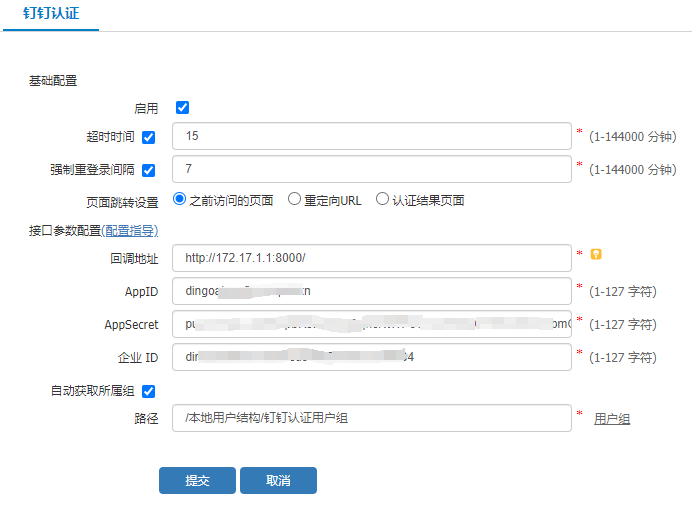 钉钉认证
基础配置
启用
超时时间 15 * (1-144000 分钟)
强制重登录间隔 7 * (1-144000 分钟)
页面跳转设置 之前访问的页面 重定向URL 认证结果页面
接口参数配置(配置指导)
回调地址 http://172.17.1.1:8000/ *
AppID dingoa * (1-127 字符)
AppSecret pu * (1-127 字符)
企业 ID din * (1-127 字符)
自动获取所属组
路径 /本地用户结构/钉钉认证用户组 * 用户组
提交 取消